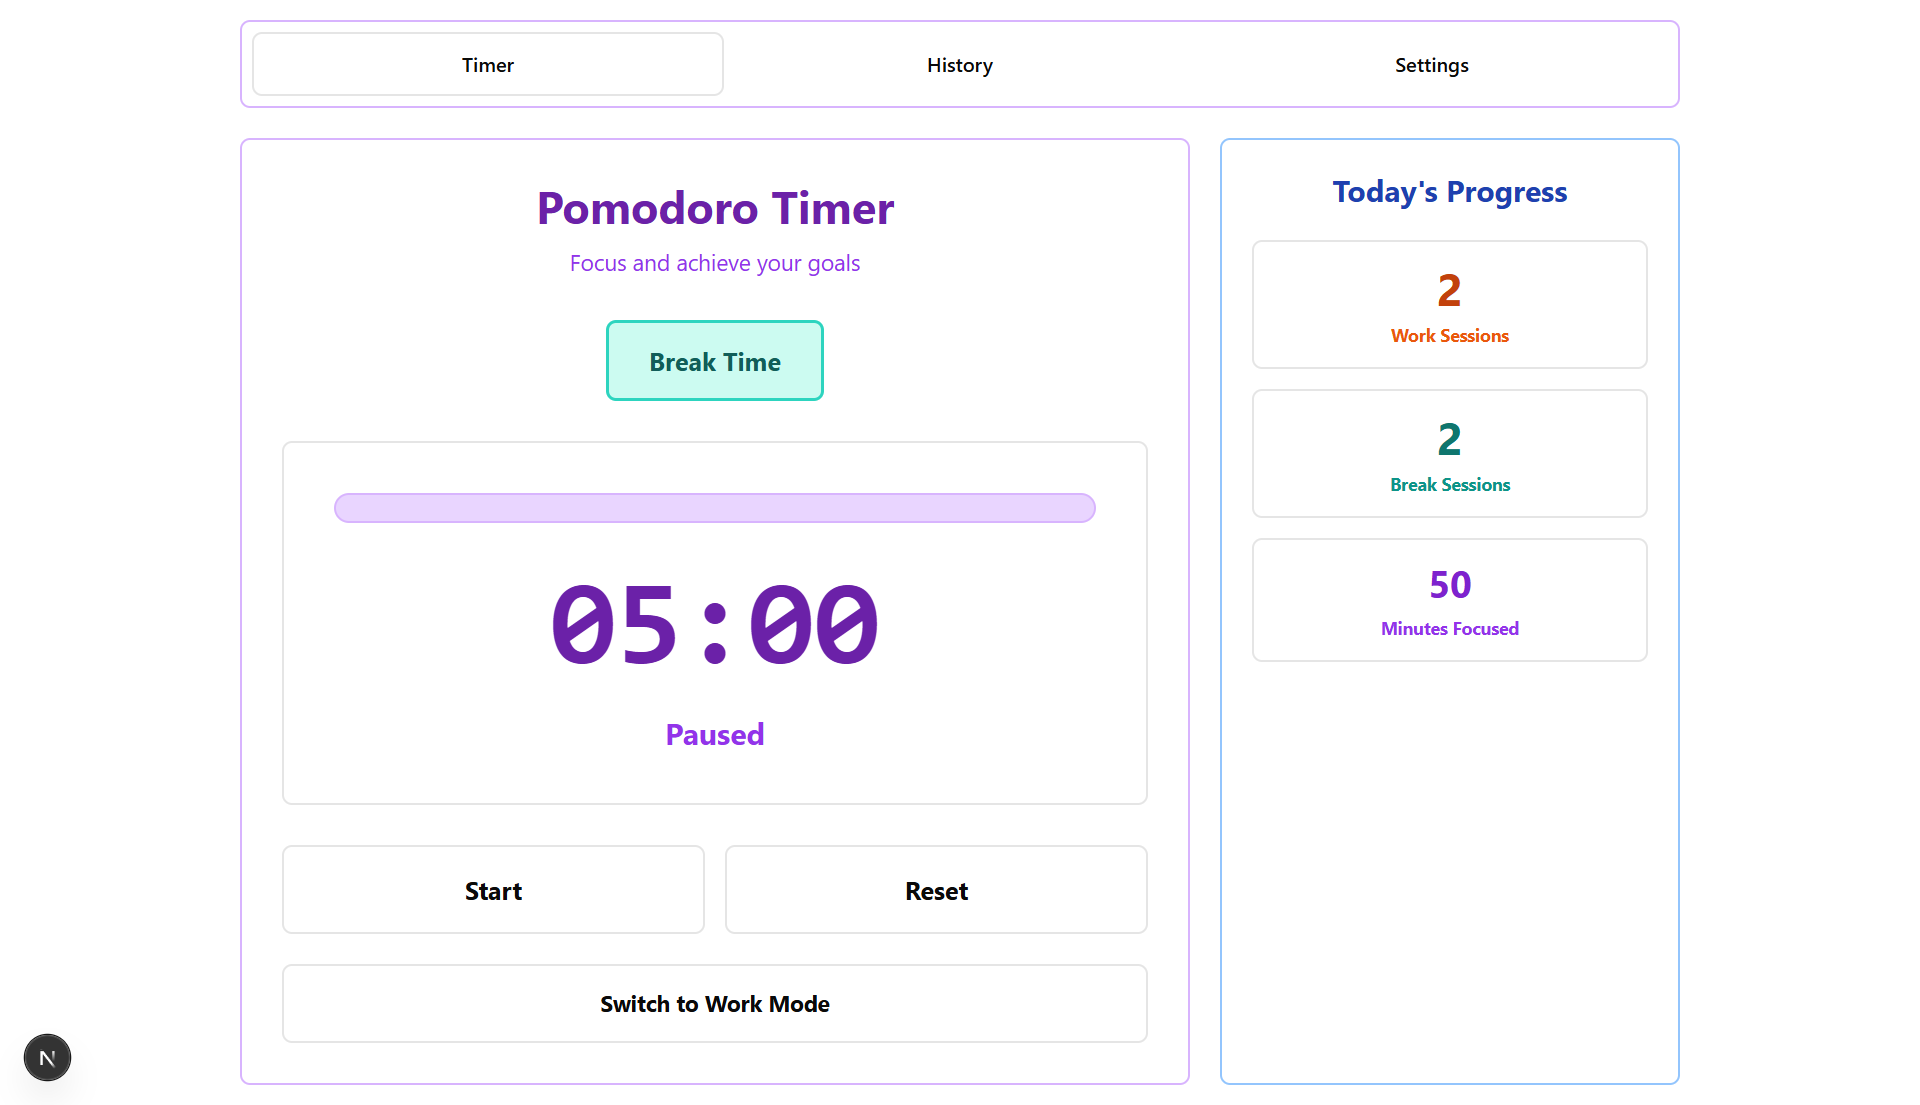 Timer
History
Settings
Pomodoro Timer
Focus and achieve your goals
Break Time
05:00
Paused
Start
Reset
Switch to Work Mode
Today's Progress
2
Work Sessions
2
Break Sessions
50
Minutes Focused
N